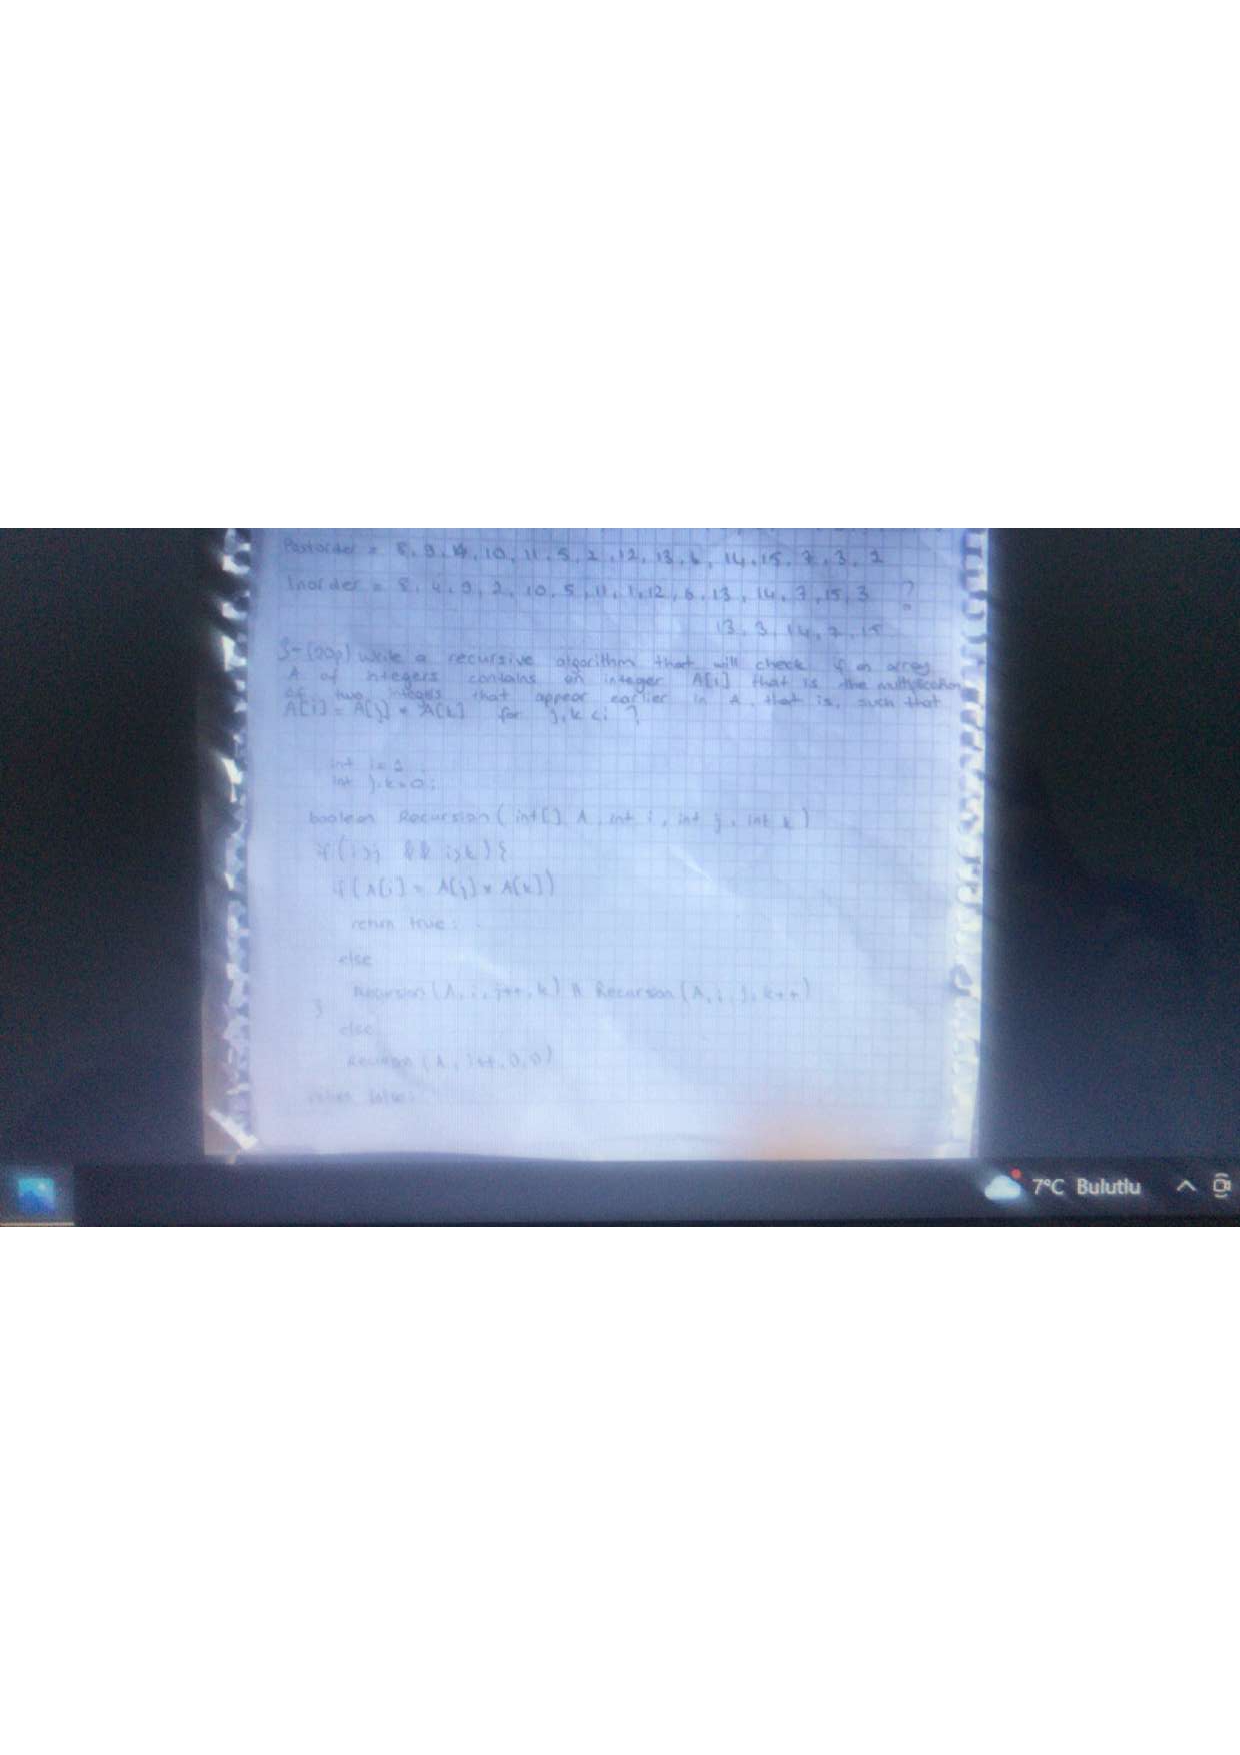 Postorder = 8, 9, 4, 10, 11, 5, 2, 12, 13, 6, 14, 15, 7, 3, 1
Inorder = 8, 4, 9, 2, 10, 5, 11, 1, 12, 6, 13, 14, 7, 15, 3 ?
13, 3, 14, 7, 15
3-(20p) Write a recursive algorithm that will check if an array
A of integers contains an integer A[i] that is the multiplication
of two integers that appear earlier in A, that is, such that
A[i] = A[j] * A[k] for j, k < i ?
int i=1
int j,k=0;
boolean Recursion ( int[] A, int i, int j, int k )
if (i>j && i>k) {
if (A[i] = A[j] * A[k])
return true;
else
Recursion (A, i, j++, k) Recursion (A, i, j, k++)
}
else
Recursion (A, i++, 0, 0)
return false;
7°C Bulutlu